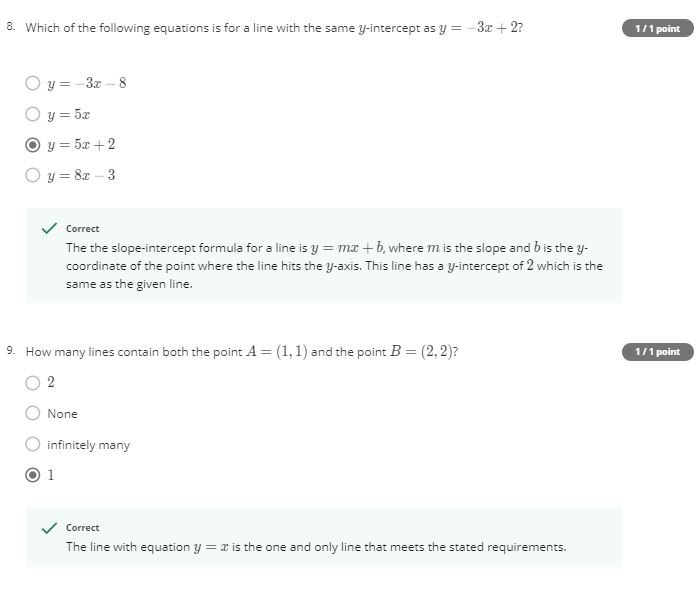 8. Which of the following equations is for a line with the same y-intercept as y = −3x + 2?
1 / 1 point
y = −3x − 8
y = 5x
y = 5x + 2
y = 8x − 3
Correct
The the slope-intercept formula for a line is y = mx + b, where m is the slope and b is the y-
coordinate of the point where the line hits the y-axis. This line has a y-intercept of 2 which is the
same as the given line.
9. How many lines contain both the point A = (1, 1) and the point B = (2, 2)?
1 / 1 point
2
None
infinitely many
1
Correct
The line with equation y = x is the one and only line that meets the stated requirements.